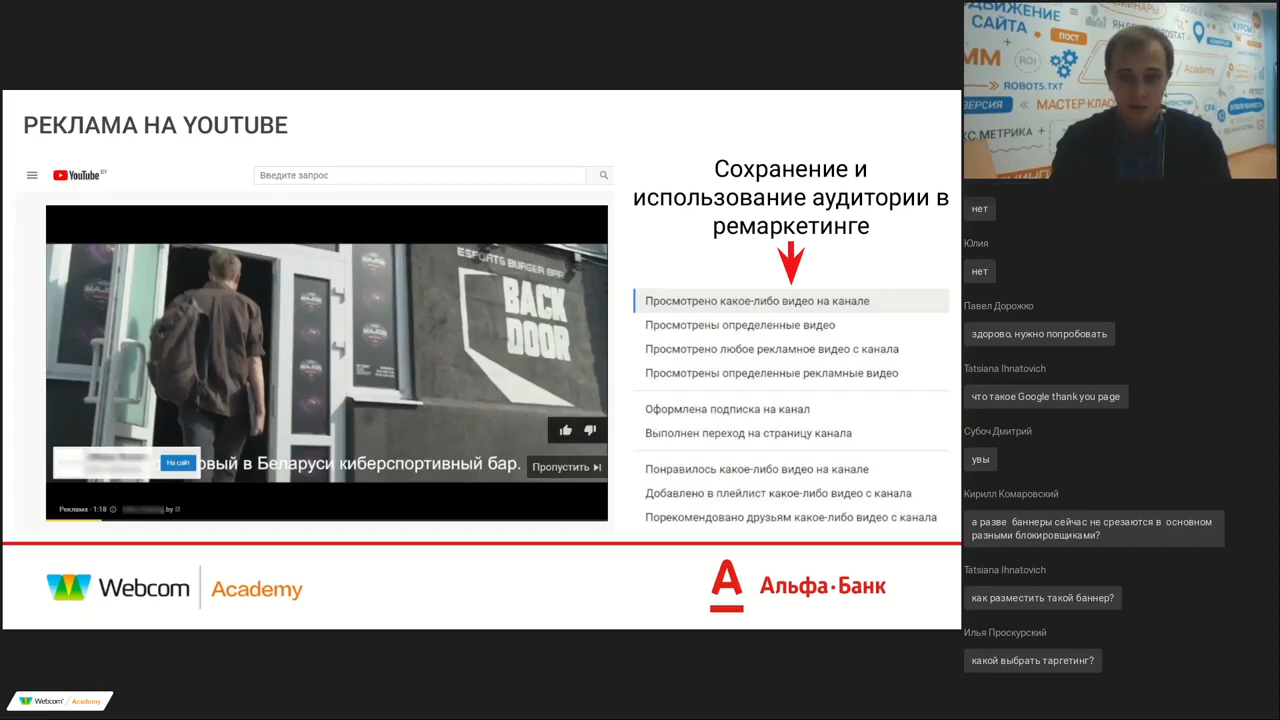 РЕКЛАМА НА YOUTUBE
YouTube BY
Введите запрос
ESPORTS BURGER BAR
BACK
DOOR
На сайт
в Беларуси киберспортивный бар.
Пропустить
Реклама · 1:18
.by
Сохранение и
использование аудитории в
ремаркетинге
Просмотрено какое-либо видео на канале
Просмотрены определенные видео
Просмотрено любое рекламное видео с канала
Просмотрены определенные рекламные видео
Оформлена подписка на канал
Выполнен переход на страницу канала
Понравилось какое-либо видео на канале
Добавлено в плейлист какое-либо видео с канала
Порекомендовано друзьям какое-либо видео с канала
Webcom Academy
А Альфа·Банк
Webcom Academy
САЙТА
ПОСТ
ROI
Academy
ROBOTS.TXT
МАСТЕР-КЛАСС
CPA
нет
Юлия
нет
Павел Дорожко
здорово, нужно попробовать
Tatsiana Ihnatovich
что такое Google thank you page
Субоч Дмитрий
увы
Кирилл Комаровский
а разве баннеры сейчас не срезаются в основном
разными блокировщиками?
Tatsiana Ihnatovich
как разместить такой баннер?
Илья Проскурский
какой выбрать таргетинг?